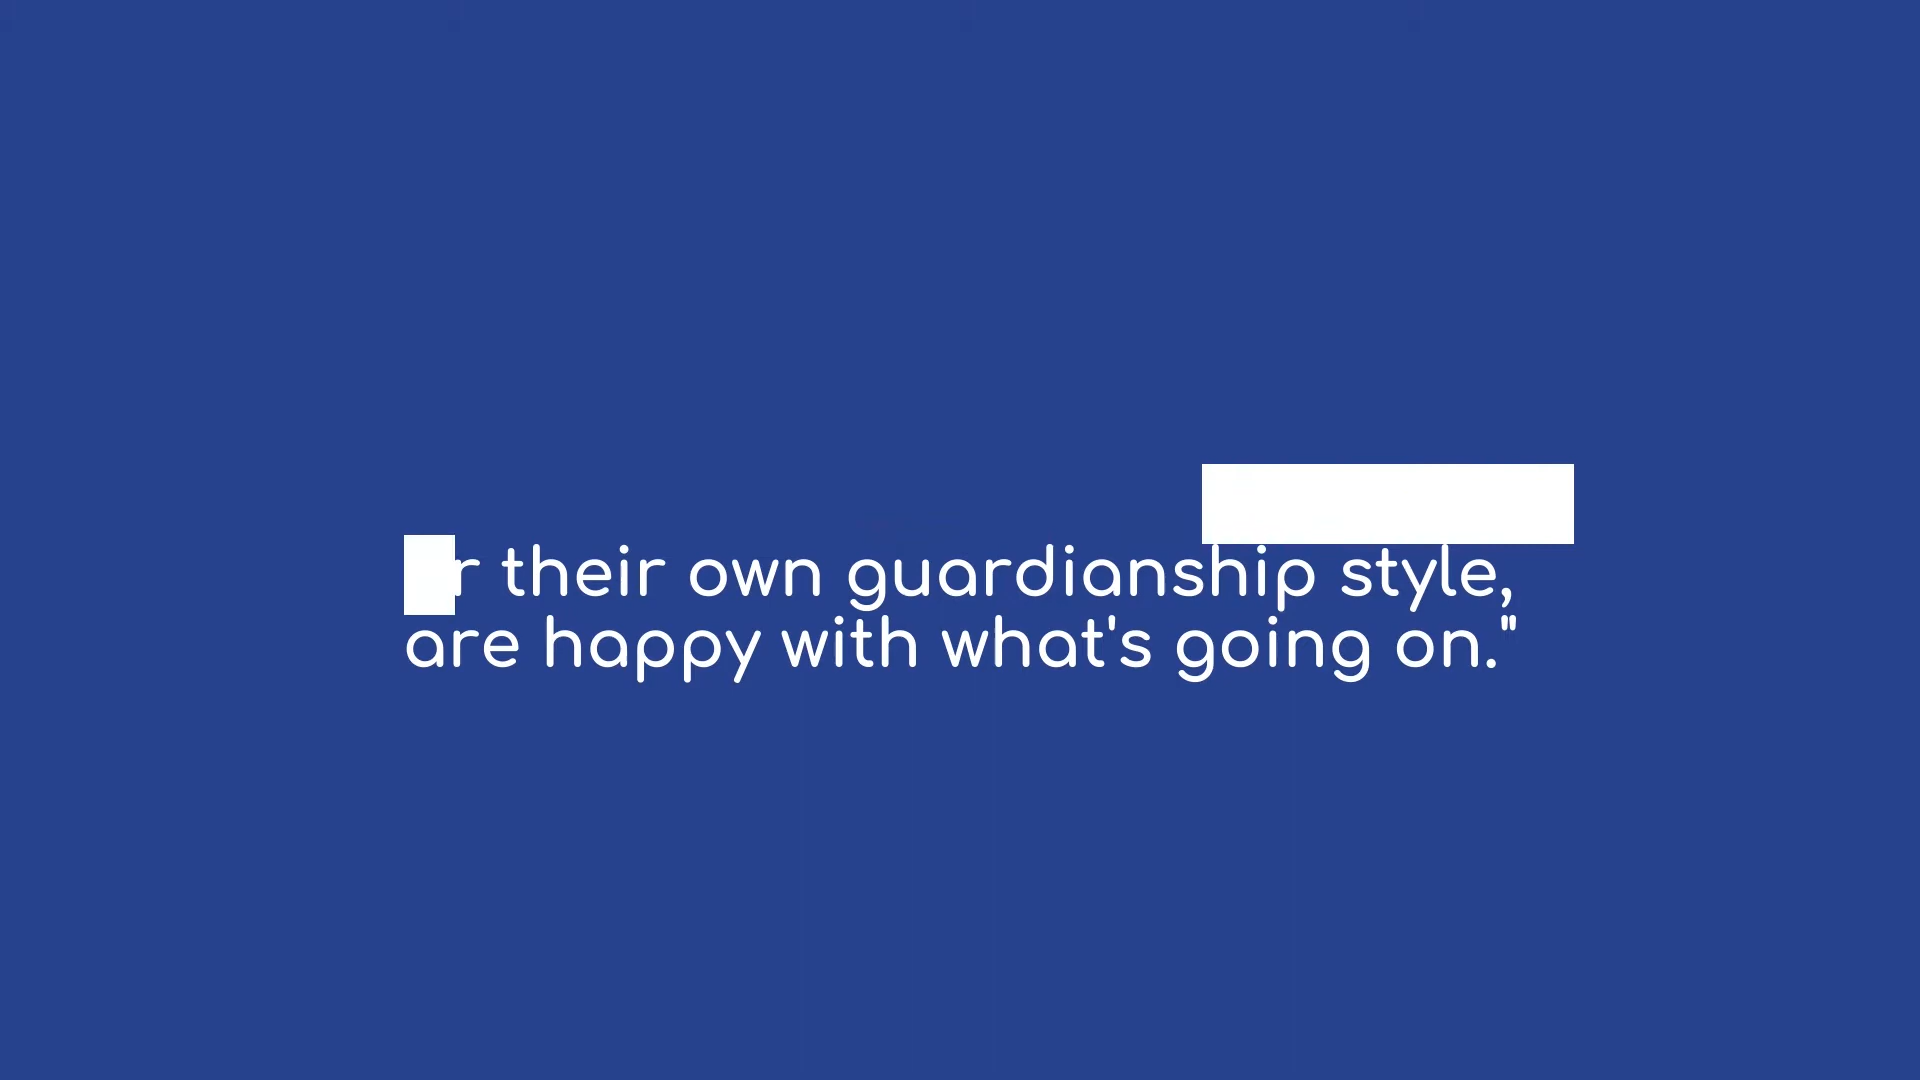 their own guardianship style,
are happy with what's going on."